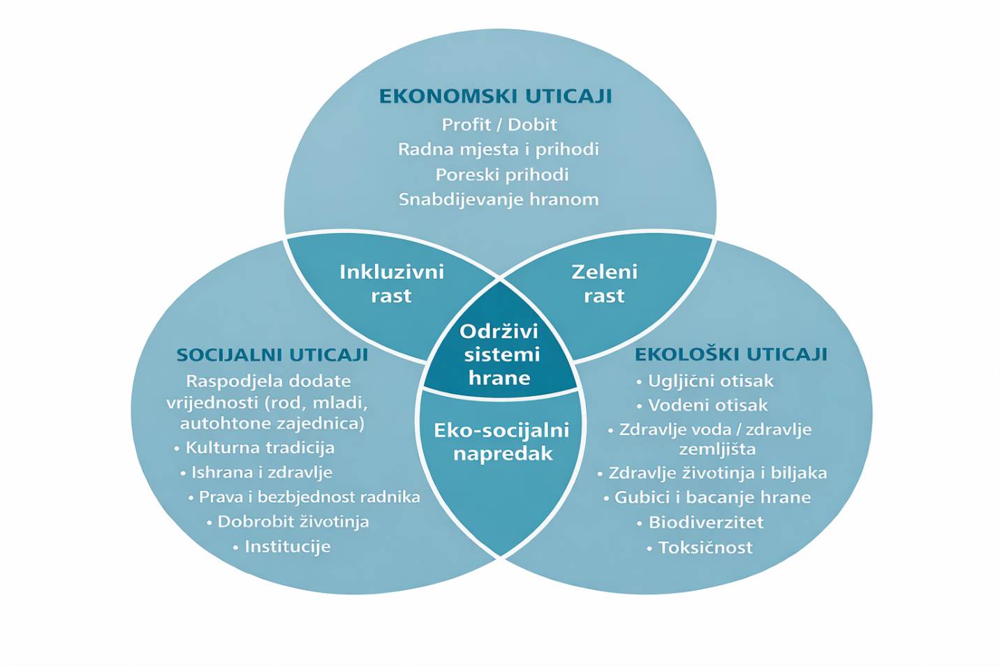 EKONOMSKI UTICAJI
Profit / Dobit
Radna mjesta i prihodi
Poreski prihodi
Snabdijevanje hranom
Inkluzivni
rast
Zeleni
rast
Održivi
sistemi
hrane
SOCIJALNI UTICAJI
Raspodjela dodate
vrijednosti (rod, mladi,
autohtone zajednica)
• Kulturna tradicija
• Ishrana i zdravlje
• Prava i bezbjednost radnika
• Dobrobit životinja
• Institucije
Eko-socijalni
napredak
EKOLOŠKI UTICAJI
• Ugljični otisak
• Vodeni otisak
• Zdravlje voda / zdravlje
zemljišta
• Zdravlje životinja i biljaka
• Gubici i bacanje hrane
• Biodiverzitet
• Toksičnost